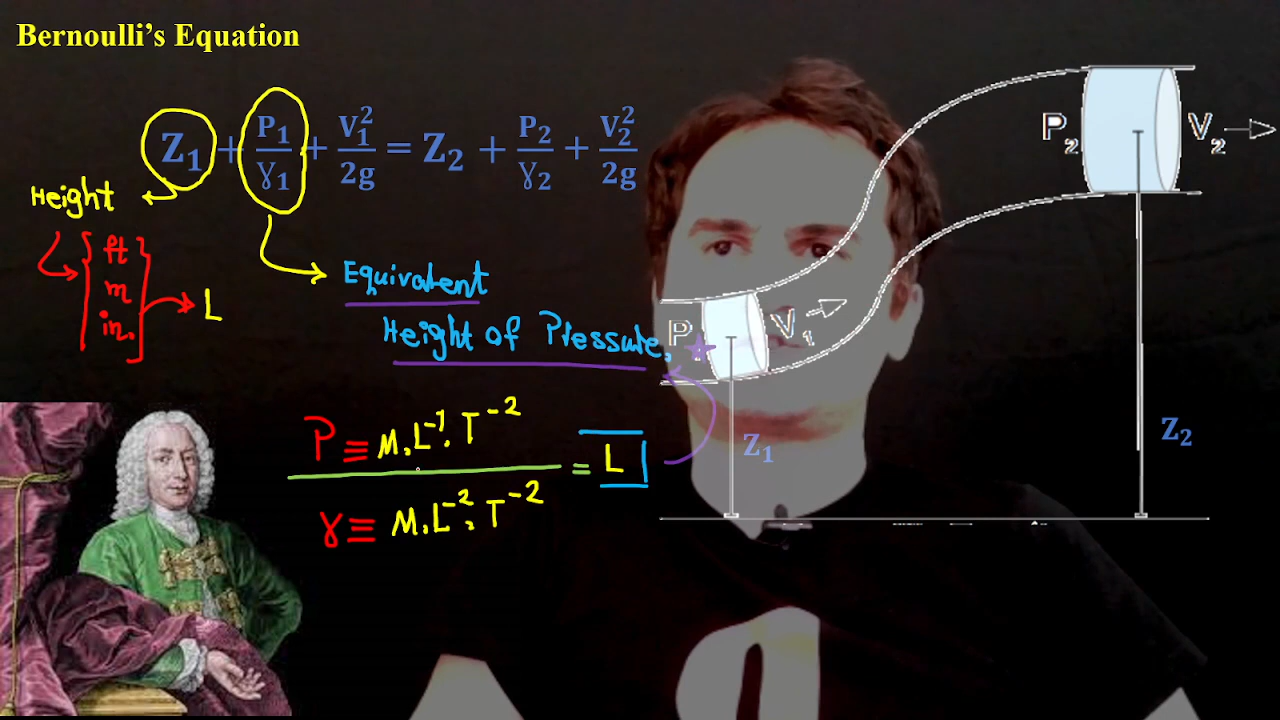 Bernoulli's Equation
Z₁ + P₁/γ₁ + V₁²/2g = Z₂ + P₂/γ₂ + V₂²/2g
Height
ft
m
in.
L
Equivalent
Height of Pressure.
P ≡ M.L⁻¹.T⁻²
γ ≡ M.L⁻².T⁻²
= L
P₁
V₁
Z₁
P₂
V₂
Z₂